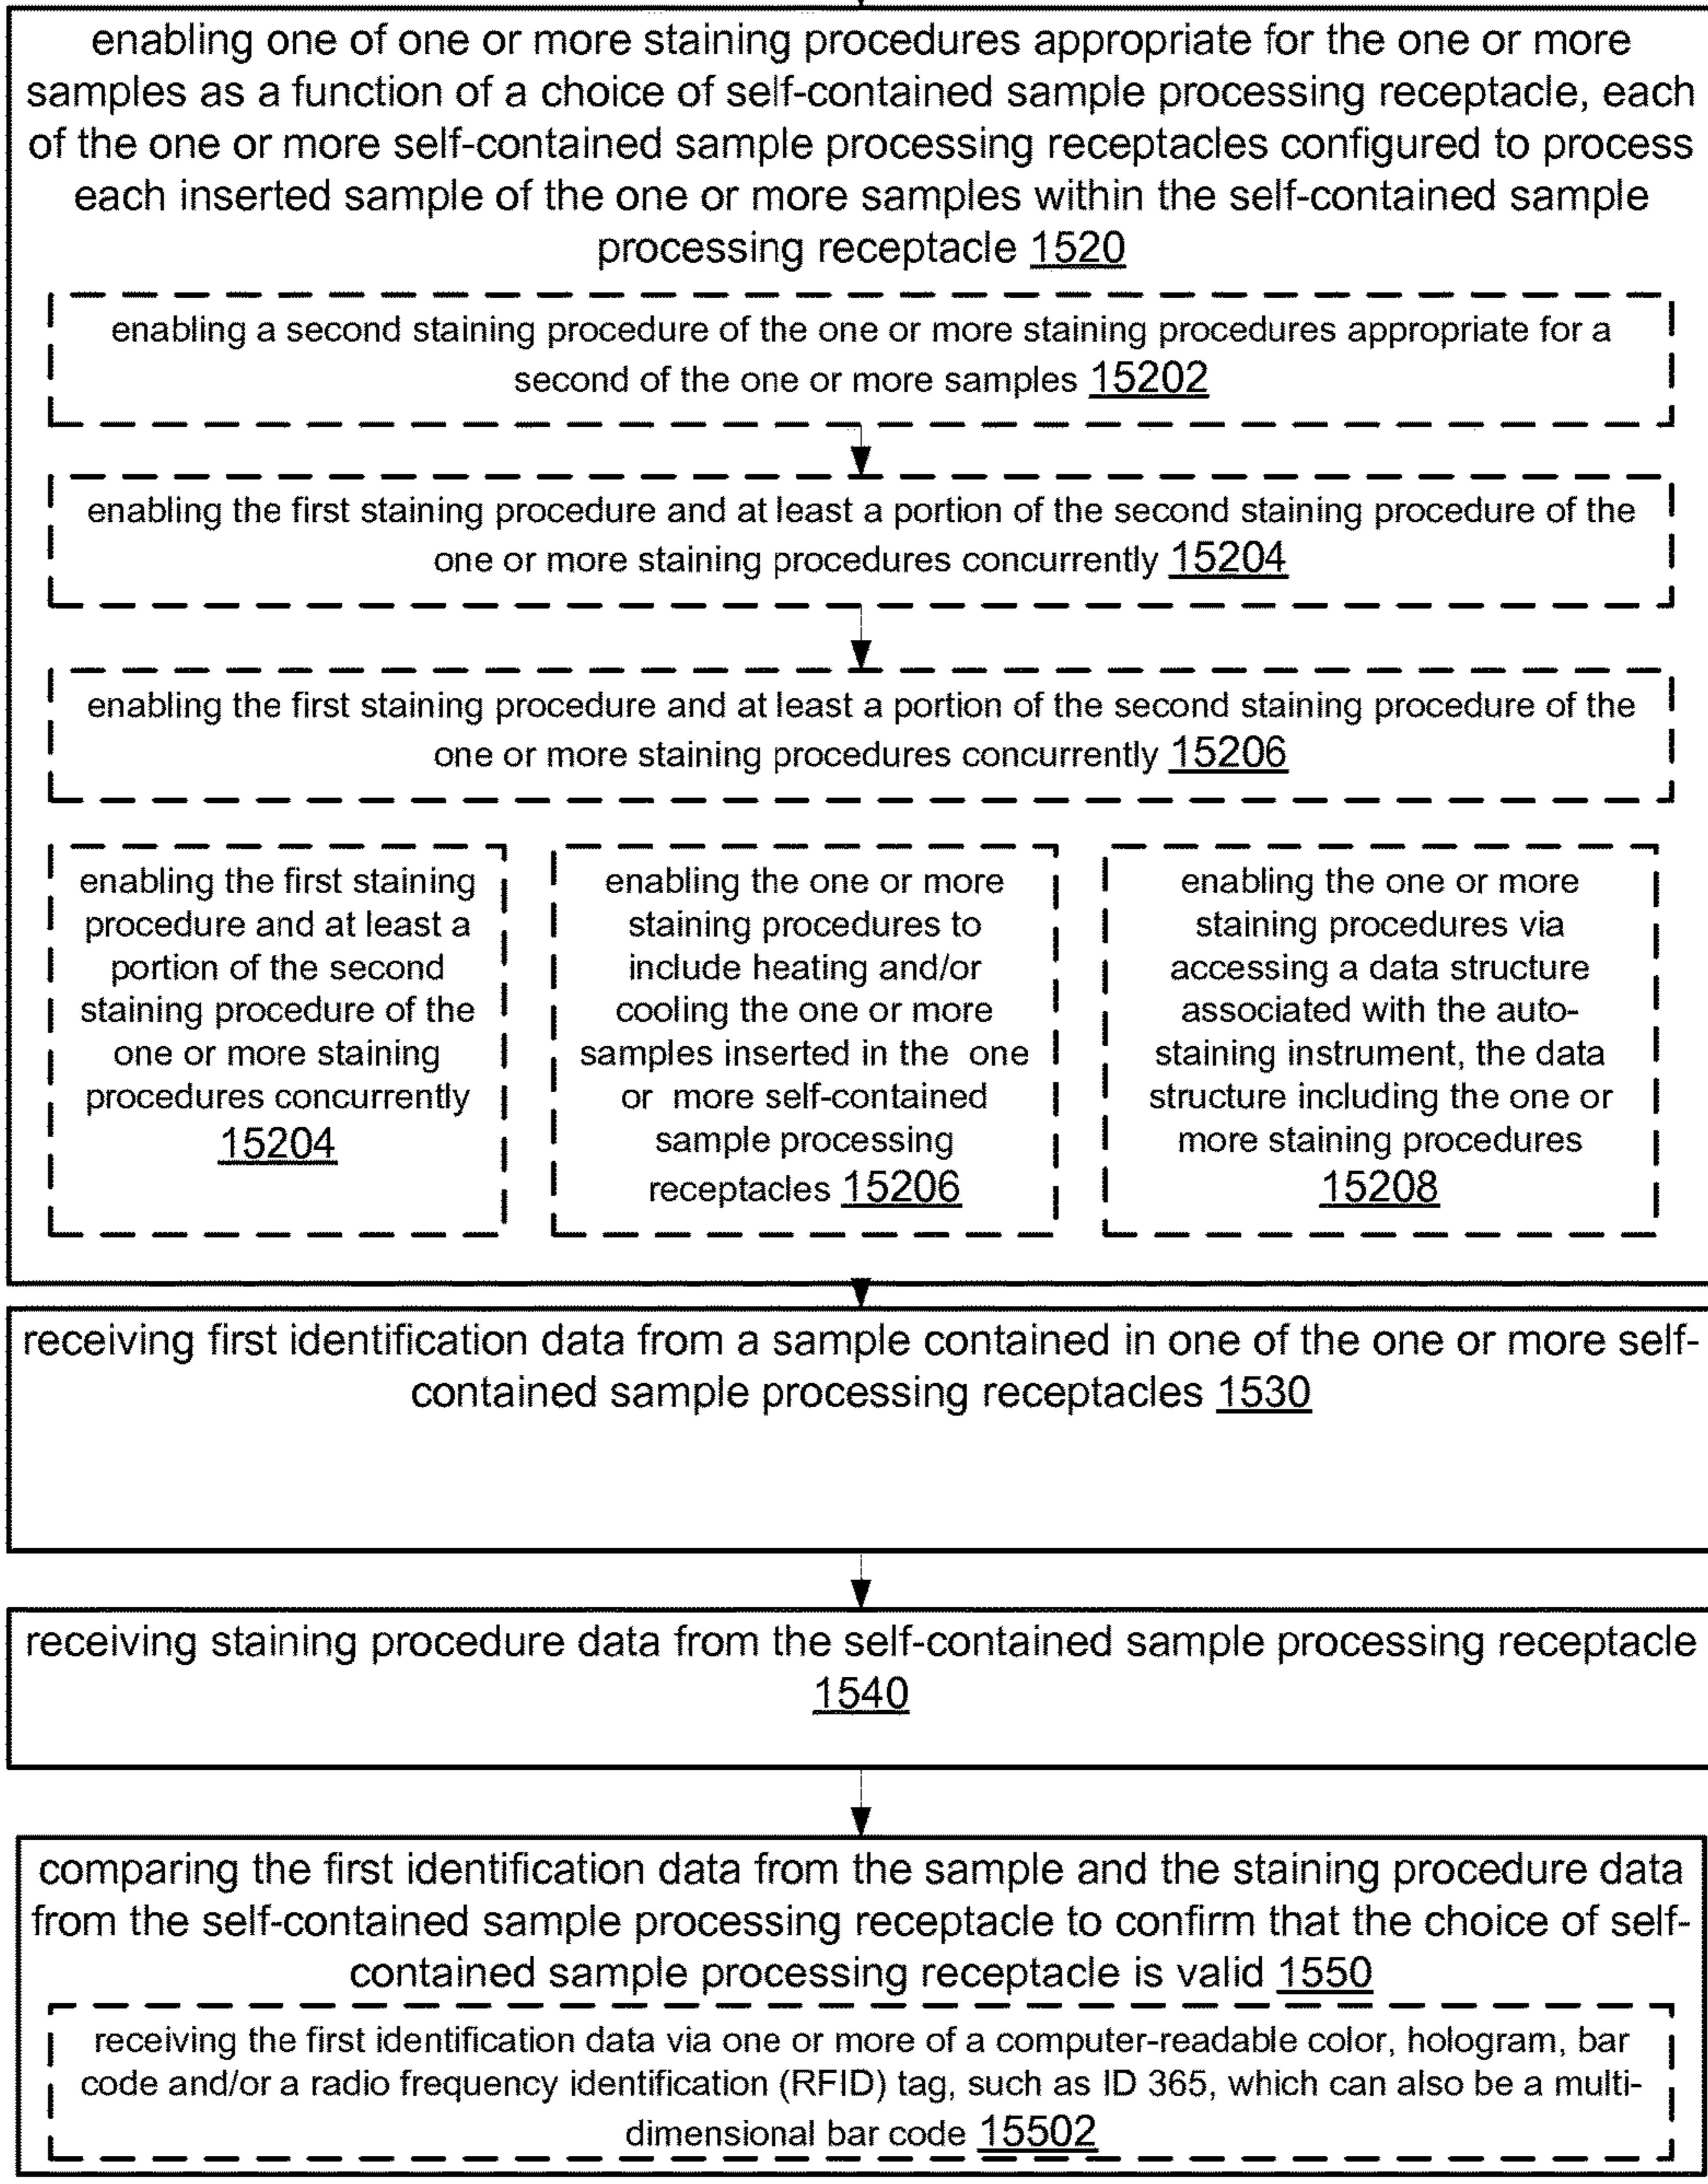 enabling one of one or more staining procedures appropriate for the one or more
samples as a function of a choice of self-contained sample processing receptacle, each
of the one or more self-contained sample processing receptacles configured to process
each inserted sample of the one or more samples within the self-contained sample
processing receptacle 1520
enabling a second staining procedure of the one or more staining procedures appropriate for a
second of the one or more samples 15202
enabling the first staining procedure and at least a portion of the second staining procedure of the
one or more staining procedures concurrently 15204
enabling the first staining procedure and at least a portion of the second staining procedure of the
one or more staining procedures concurrently 15206
enabling the first staining
procedure and at least a
portion of the second
staining procedure of the
one or more staining
procedures concurrently
15204
enabling the one or more
staining procedures to
include heating and/or
cooling the one or more
samples inserted in the one
or more self-contained
sample processing
receptacles 15206
enabling the one or more
staining procedures via
accessing a data structure
associated with the auto-
staining instrument, the data
structure including the one or
more staining procedures
15208
receiving first identification data from a sample contained in one of the one or more self-
contained sample processing receptacles 1530
receiving staining procedure data from the self-contained sample processing receptacle
1540
comparing the first identification data from the sample and the staining procedure data
from the self-contained sample processing receptacle to confirm that the choice of self-
contained sample processing receptacle is valid 1550
receiving the first identification data via one or more of a computer-readable color, hologram, bar
code and/or a radio frequency identification (RFID) tag, such as ID 365, which can also be a multi-
dimensional bar code 15502